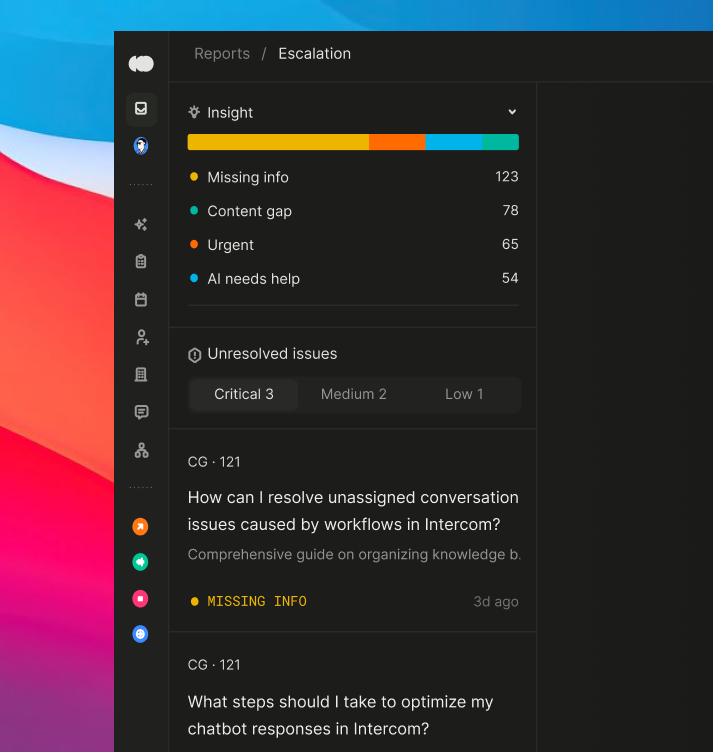 Reports / Escalation
Insight
Missing info 123
Content gap 78
Urgent 65
AI needs help 54
Unresolved issues
Critical 3 Medium 2 Low 1
CG · 121
How can I resolve unassigned conversation
issues caused by workflows in Intercom?
Comprehensive guide on organizing knowledge b.
MISSING INFO 3d ago
CG · 121
What steps should I take to optimize my
chatbot responses in Intercom?